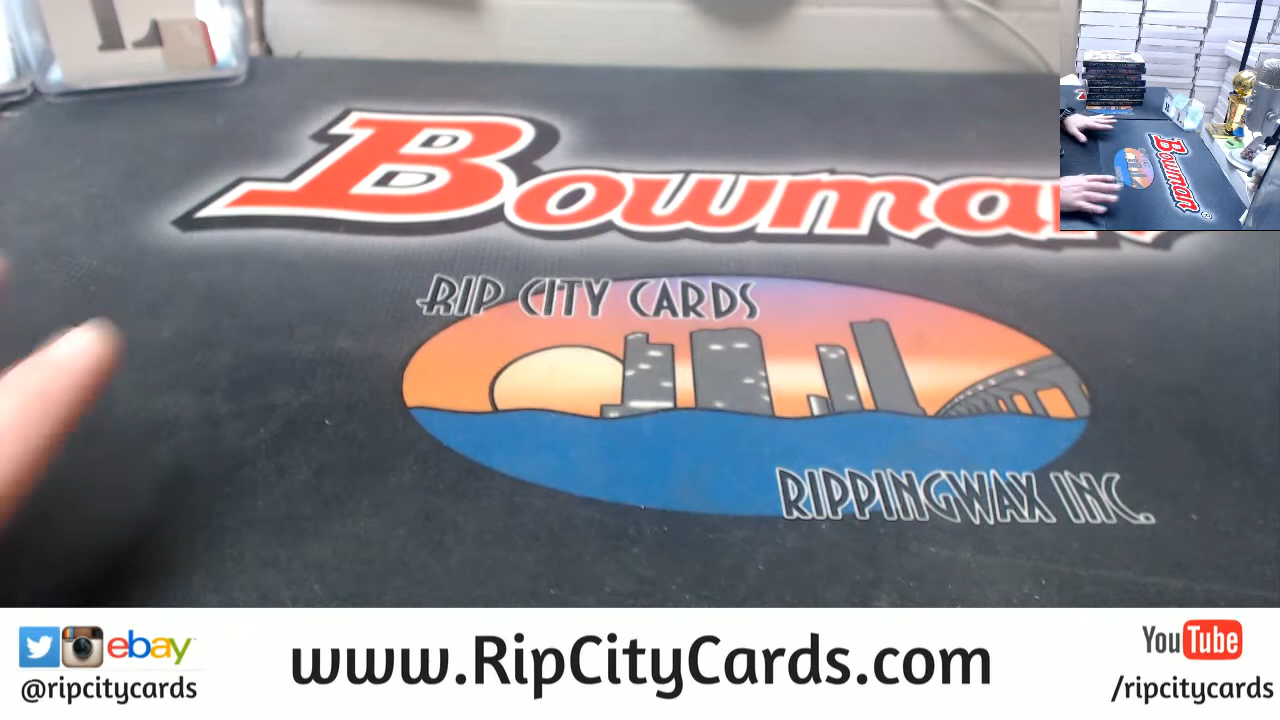 Bowman
RIP CITY CARDS
RIPPINGWAX INC.
Bowman
®
ebay
@ripcitycards
www.RipCityCards.com
YouTube
/ripcitycards